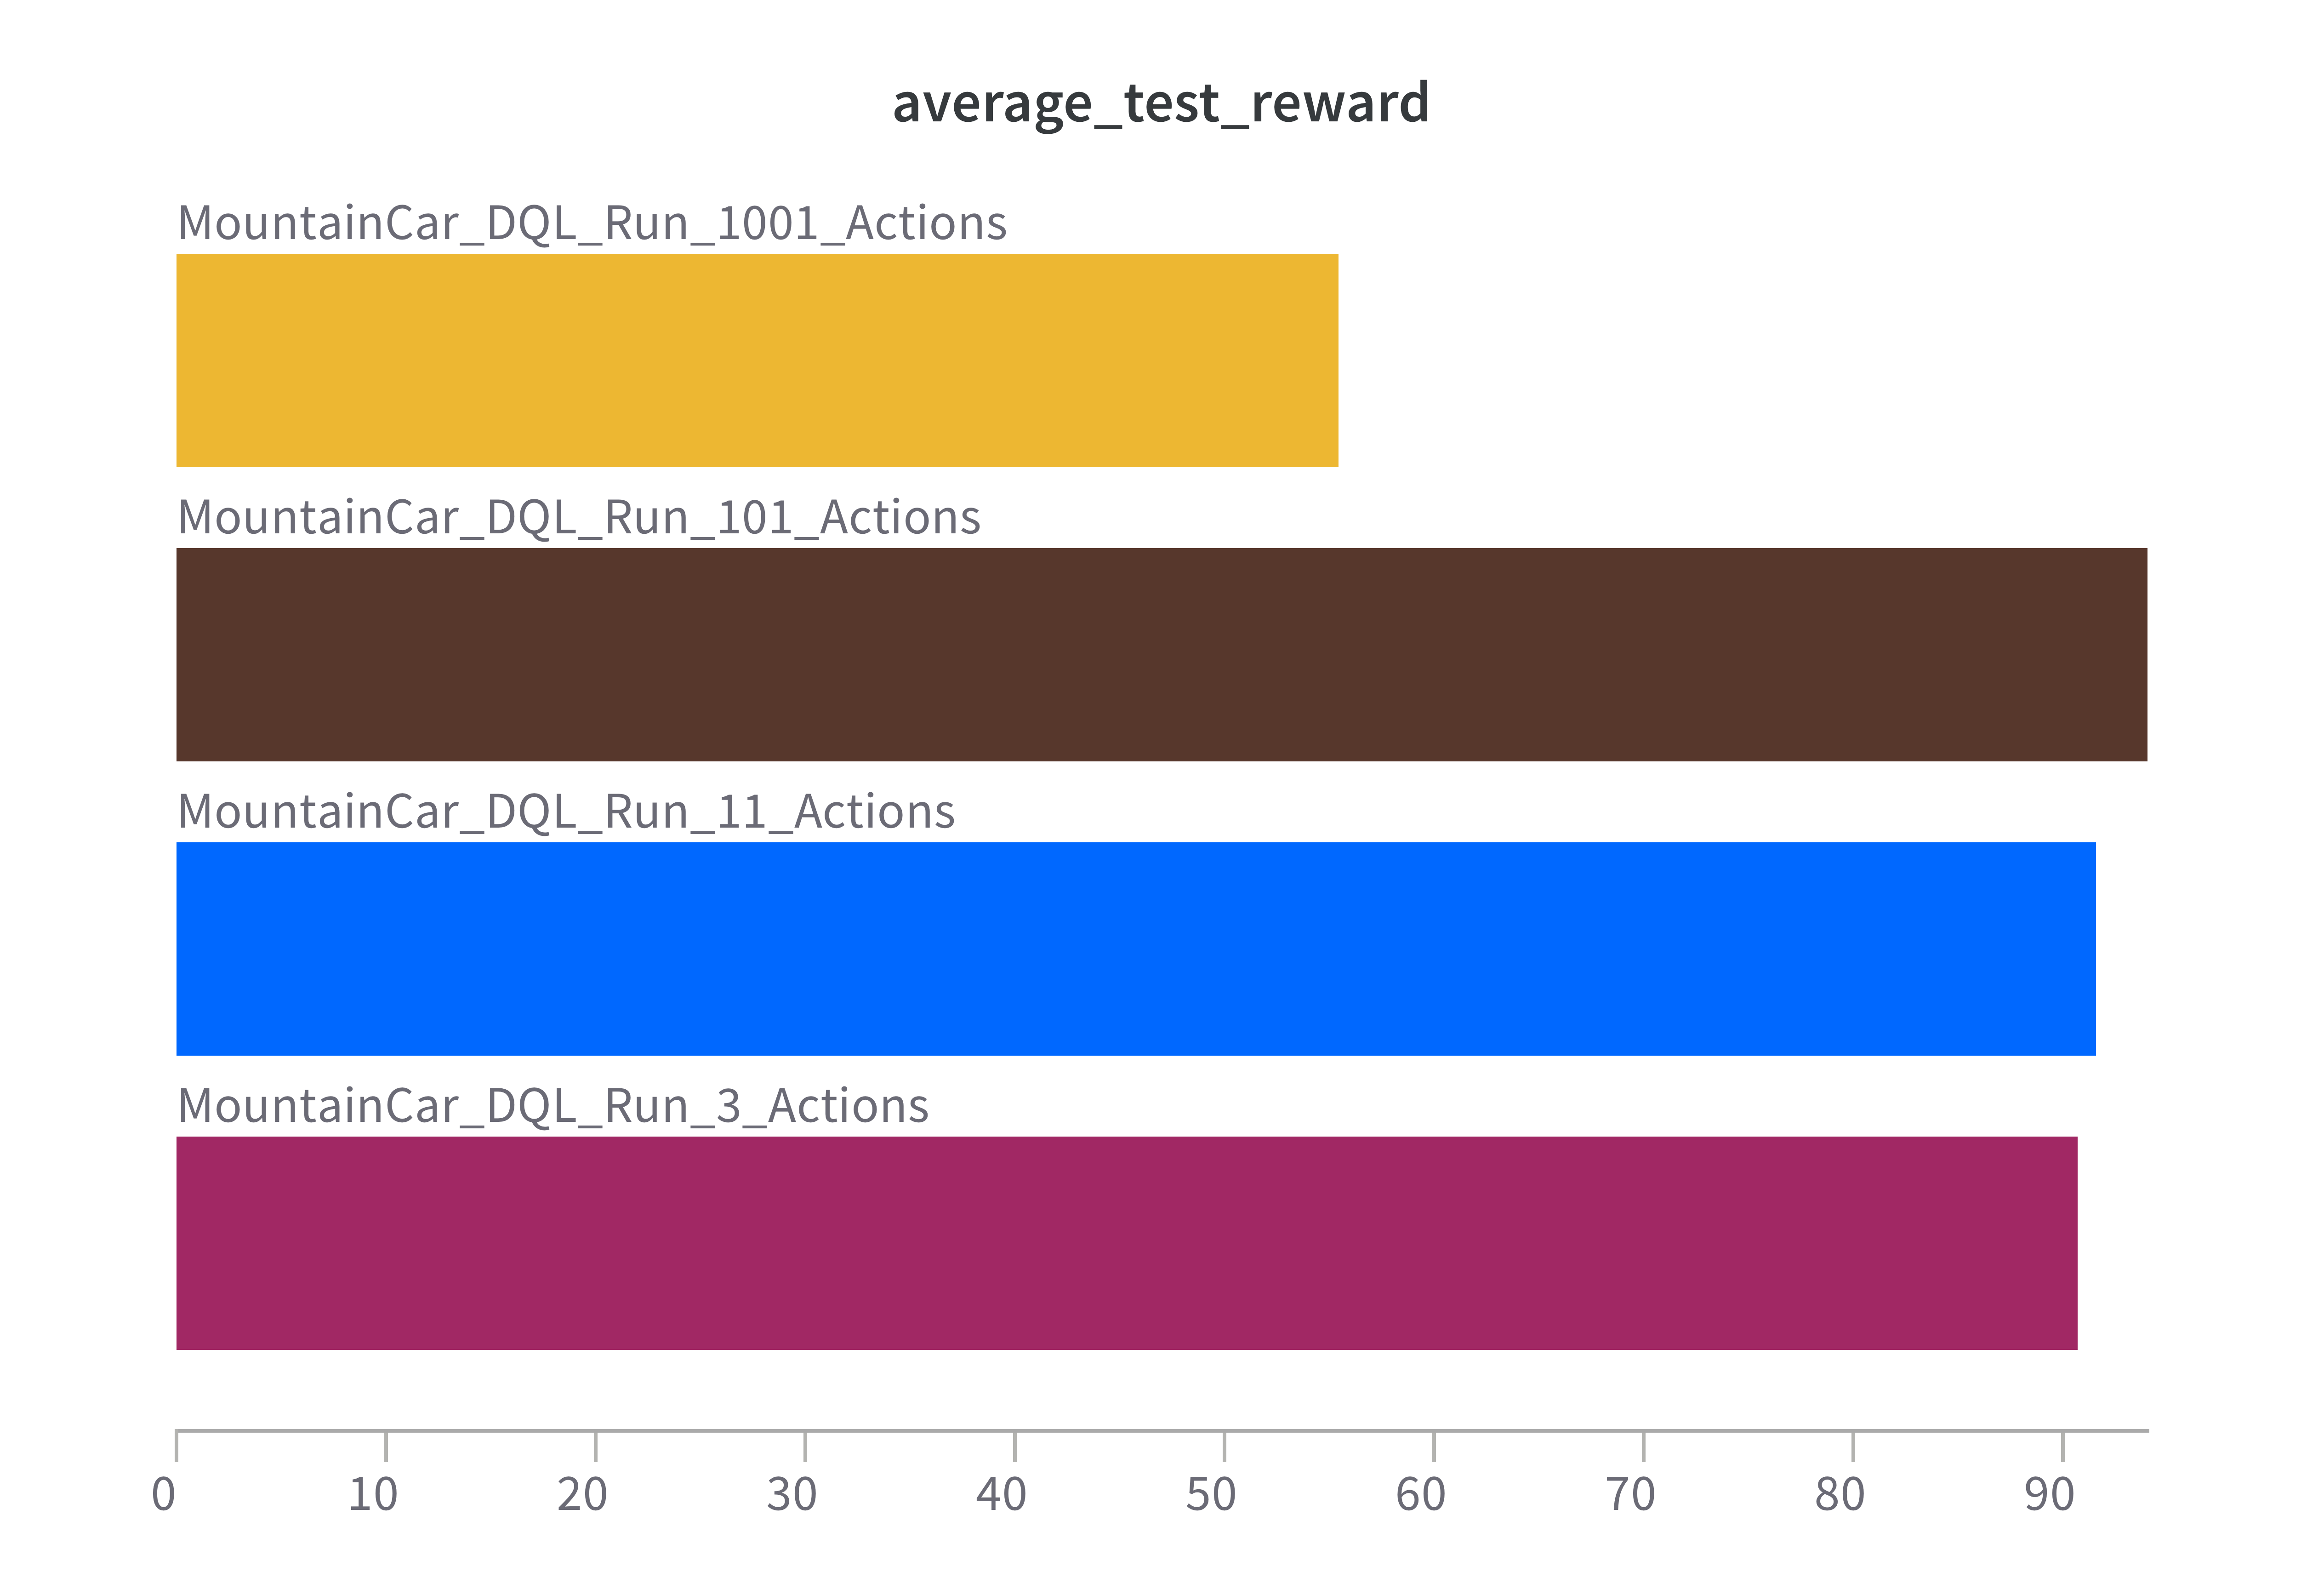 average_test_reward
MountainCar_DQL_Run_1001_Actions
MountainCar_DQL_Run_101_Actions
MountainCar_DQL_Run_11_Actions
MountainCar_DQL_Run_3_Actions
0 10 20 30 40 50 60 70 80 90